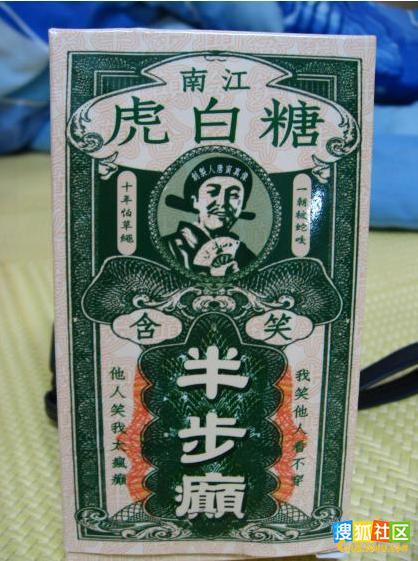 江南
糖白虎
一朝被蛇咬
十年怕草繩
含笑
半步癲
我笑他人看不穿
他人笑我太瘋癲
搜狐社区